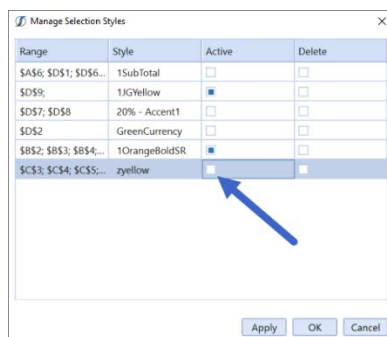 Manage Selection Styles
Range Style Active Delete
$A$6; $D$1; $D$6... 1SubTotal
$D$9; 1JGYellow
$D$7; $D$8 20% - Accent1
$D$2 GreenCurrency
$B$2; $B$3; $B$4;... 1OrangeBoldSR
$C$3; $C$4; $C$5;... zyellow
Apply OK Cancel